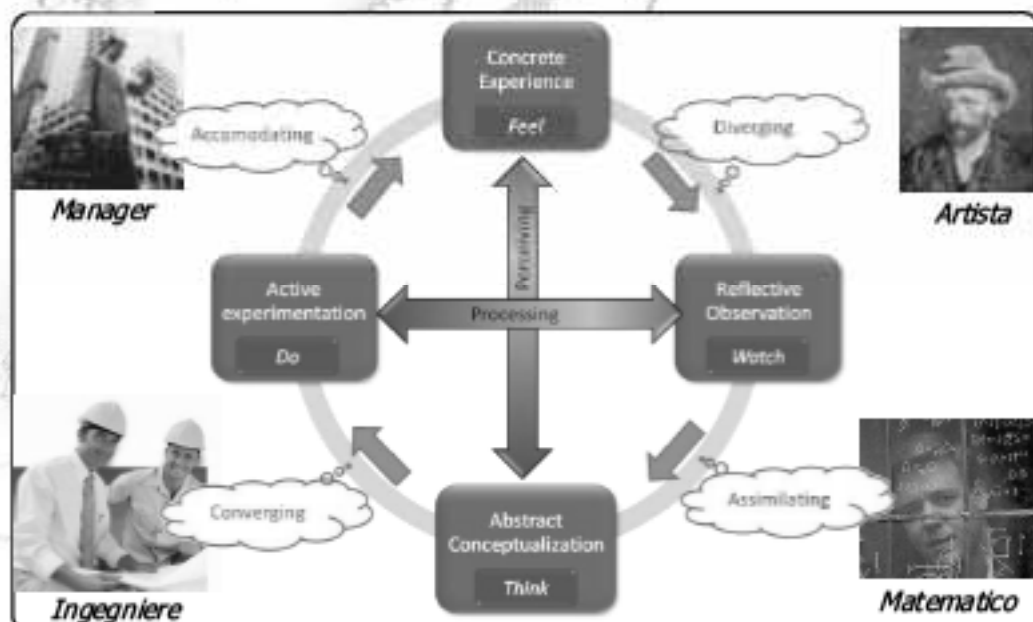 Concrete
Experience
Feel
Accomodating
Diverging
Manager
Artista
Perceiving
Active
experimentation
Do
Processing
Reflective
Observation
Watch
Converging
Assimilating
Abstract
Conceptualization
Think
Ingegniere
Matematico